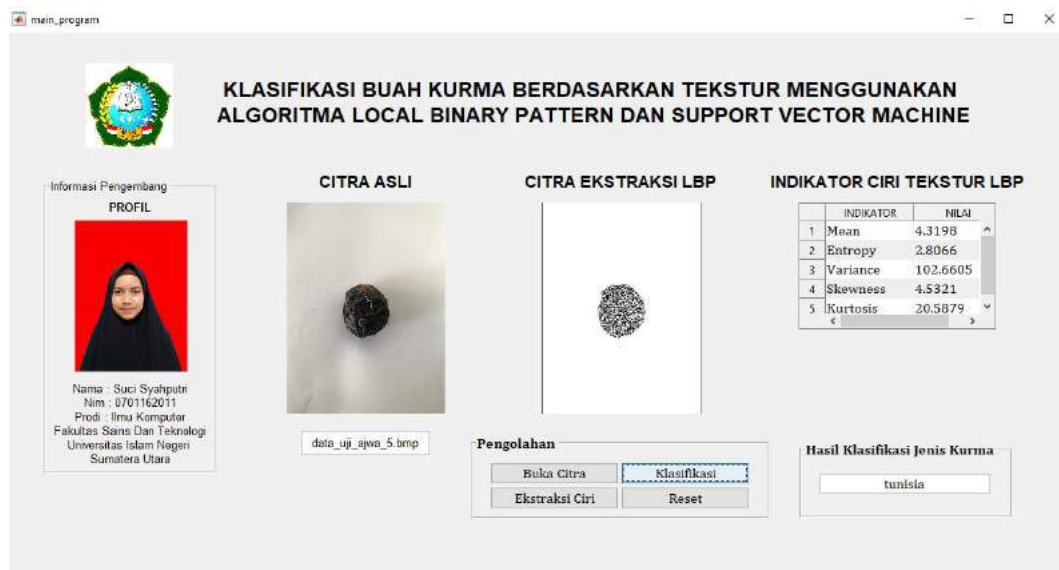 main_program
KLASIFIKASI BUAH KURMA BERDASARKAN TEKSTUR MENGGUNAKAN
ALGORITMA LOCAL BINARY PATTERN DAN SUPPORT VECTOR MACHINE
Informasi Pengembang
PROFIL
Nama : Suci Syahputri
Nim : 0701162011
Prodi : Ilmu Komputer
Fakultas Sains Dan Teknologi
Universitas Islam Negeri
Sumatera Utara
CITRA ASLI
data_uji_ajwa_5.bmp
CITRA EKSTRAKSI LBP
INDIKATOR CIRI TEKSTUR LBP
INDIKATOR NILAI
1 Mean 4.3198
2 Entropy 2.8066
3 Variance 102.6605
4 Skewness 4.5321
5 Kurtosis 20.5879
Pengolahan
Buka Citra Klasifikasi
Ekstraksi Ciri Reset
Hasil Klasifikasi Jenis Kurma
tunisia